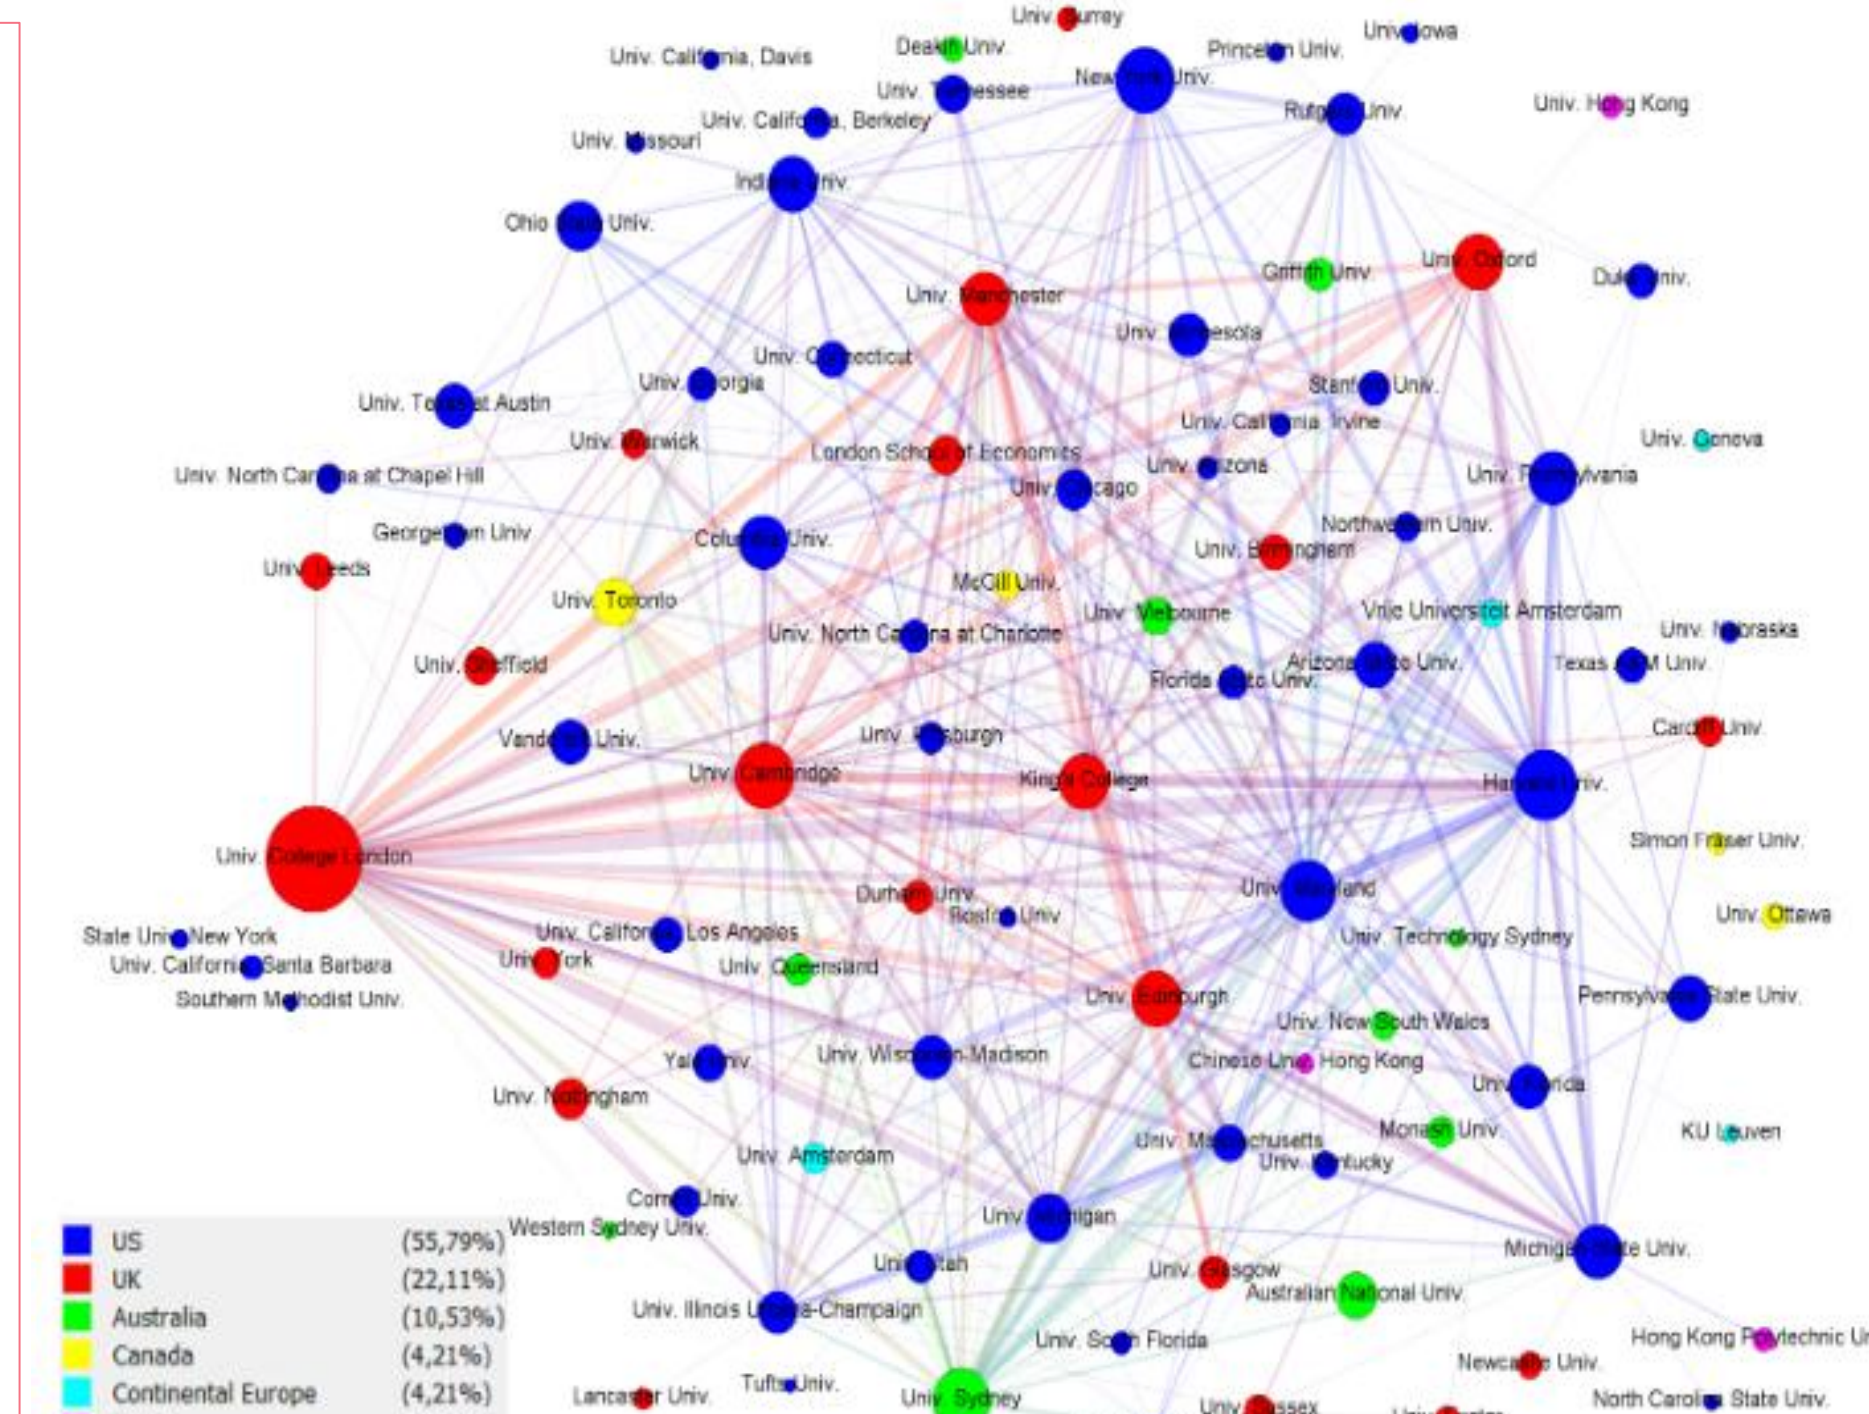 Univ. Surrey
Deakin Univ.
Univ. Iowa
Princeton Univ.
Univ. California, Davis
New York Univ.
Univ. Tennessee
Univ. Hong Kong
Rutgers Univ.
Univ. California, Berkeley
Univ. Missouri
Indiana Univ.
Ohio State Univ.
Univ. Oxford
Griffith Univ.
Duke Univ.
Univ. Manchester
Univ. Minnesota
Univ. Connecticut
Univ. Georgia
Stanford Univ.
Univ. Texas at Austin
Univ. California Irvine
Univ. Warwick
Univ. Geneva
London School of Economics
Univ. Arizona
Univ. North Carolina at Chapel Hill
Univ. Chicago
Univ. Pennsylvania
Northwestern Univ.
Georgetown Univ
Columbia Univ.
Univ. Birmingham
Univ. Leeds
McGill Univ.
Univ. Toronto
Univ. Melbourne
Vrije Universiteit Amsterdam
Univ. North Carolina at Charlotte
Univ. Nebraska
Univ. Sheffield
Arizona State Univ.
Texas A&M Univ.
Florida State Univ.
Cardiff Univ.
Vanderbilt Univ.
Univ. Pittsburgh
Univ. Cambridge
King's College
Harvard Univ.
Simon Fraser Univ.
Univ. College London
Univ. Maryland
Durham Univ.
Boston Univ
Univ. Ottawa
State Univ. New York
Univ. California, Los Angeles
Univ. Technology Sydney
Univ. York
Univ. California, Santa Barbara
Univ. Queensland
Southern Methodist Univ.
Univ. Edinburgh
Pennsylvania State Univ.
Univ. New South Wales
Yale Univ.
Univ. Wisconsin-Madison
Chinese Univ. Hong Kong
Univ. Florida
Univ. Nottingham
Monash Univ.
KU Leuven
Univ. Massachusetts
Univ. Amsterdam
Univ. Kentucky
Cornell Univ.
Univ. Michigan
Western Sydney Univ.
Michigan State Univ.
Univ. Utah
Univ. Glasgow
Australian National Univ.
Univ. Illinois Urbana-Champaign
Univ. South Florida
Hong Kong Polytechnic Un
Newcastle Univ.
Tufts Univ.
Lancaster Univ.
Univ. Sydney
North Carolina State Univ.
US (55,79%)
UK (22,11%)
Australia (10,53%)
Canada (4,21%)
Continental Europe (4,21%)